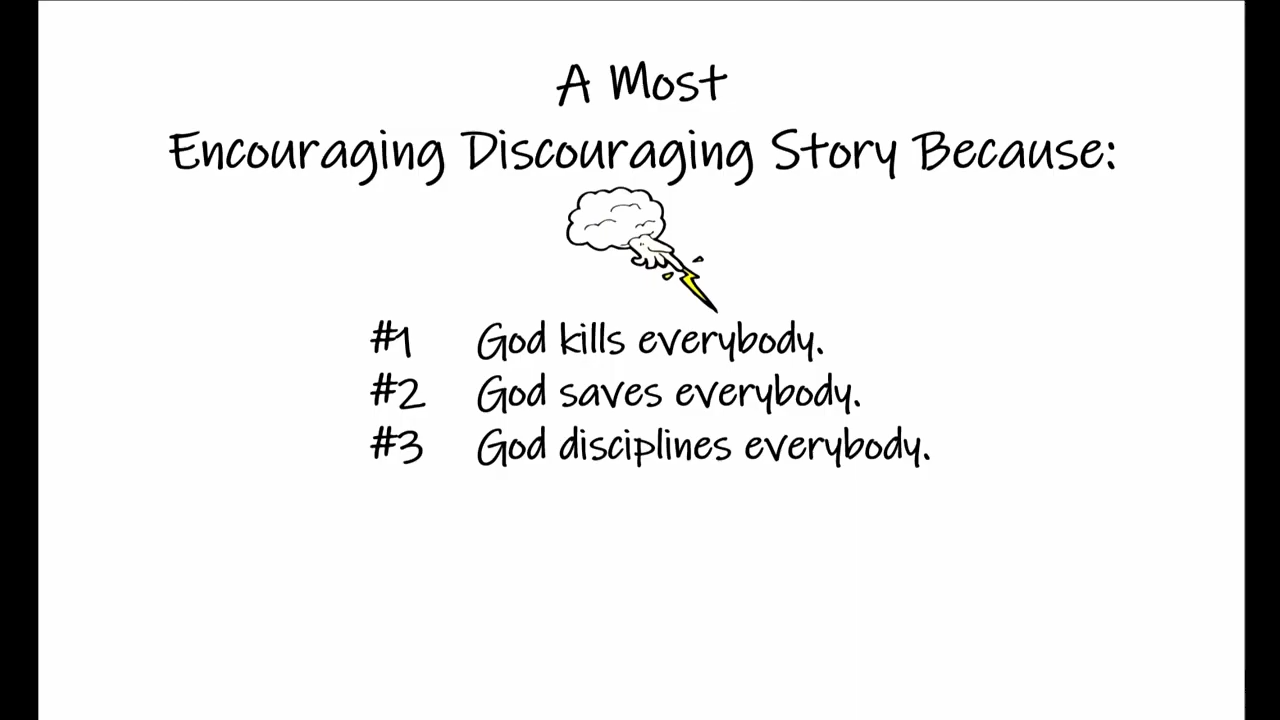 A Most
Encouraging Discouraging Story Because:
#1 God kills everybody.
#2 God saves everybody.
#3 God disciplines everybody.